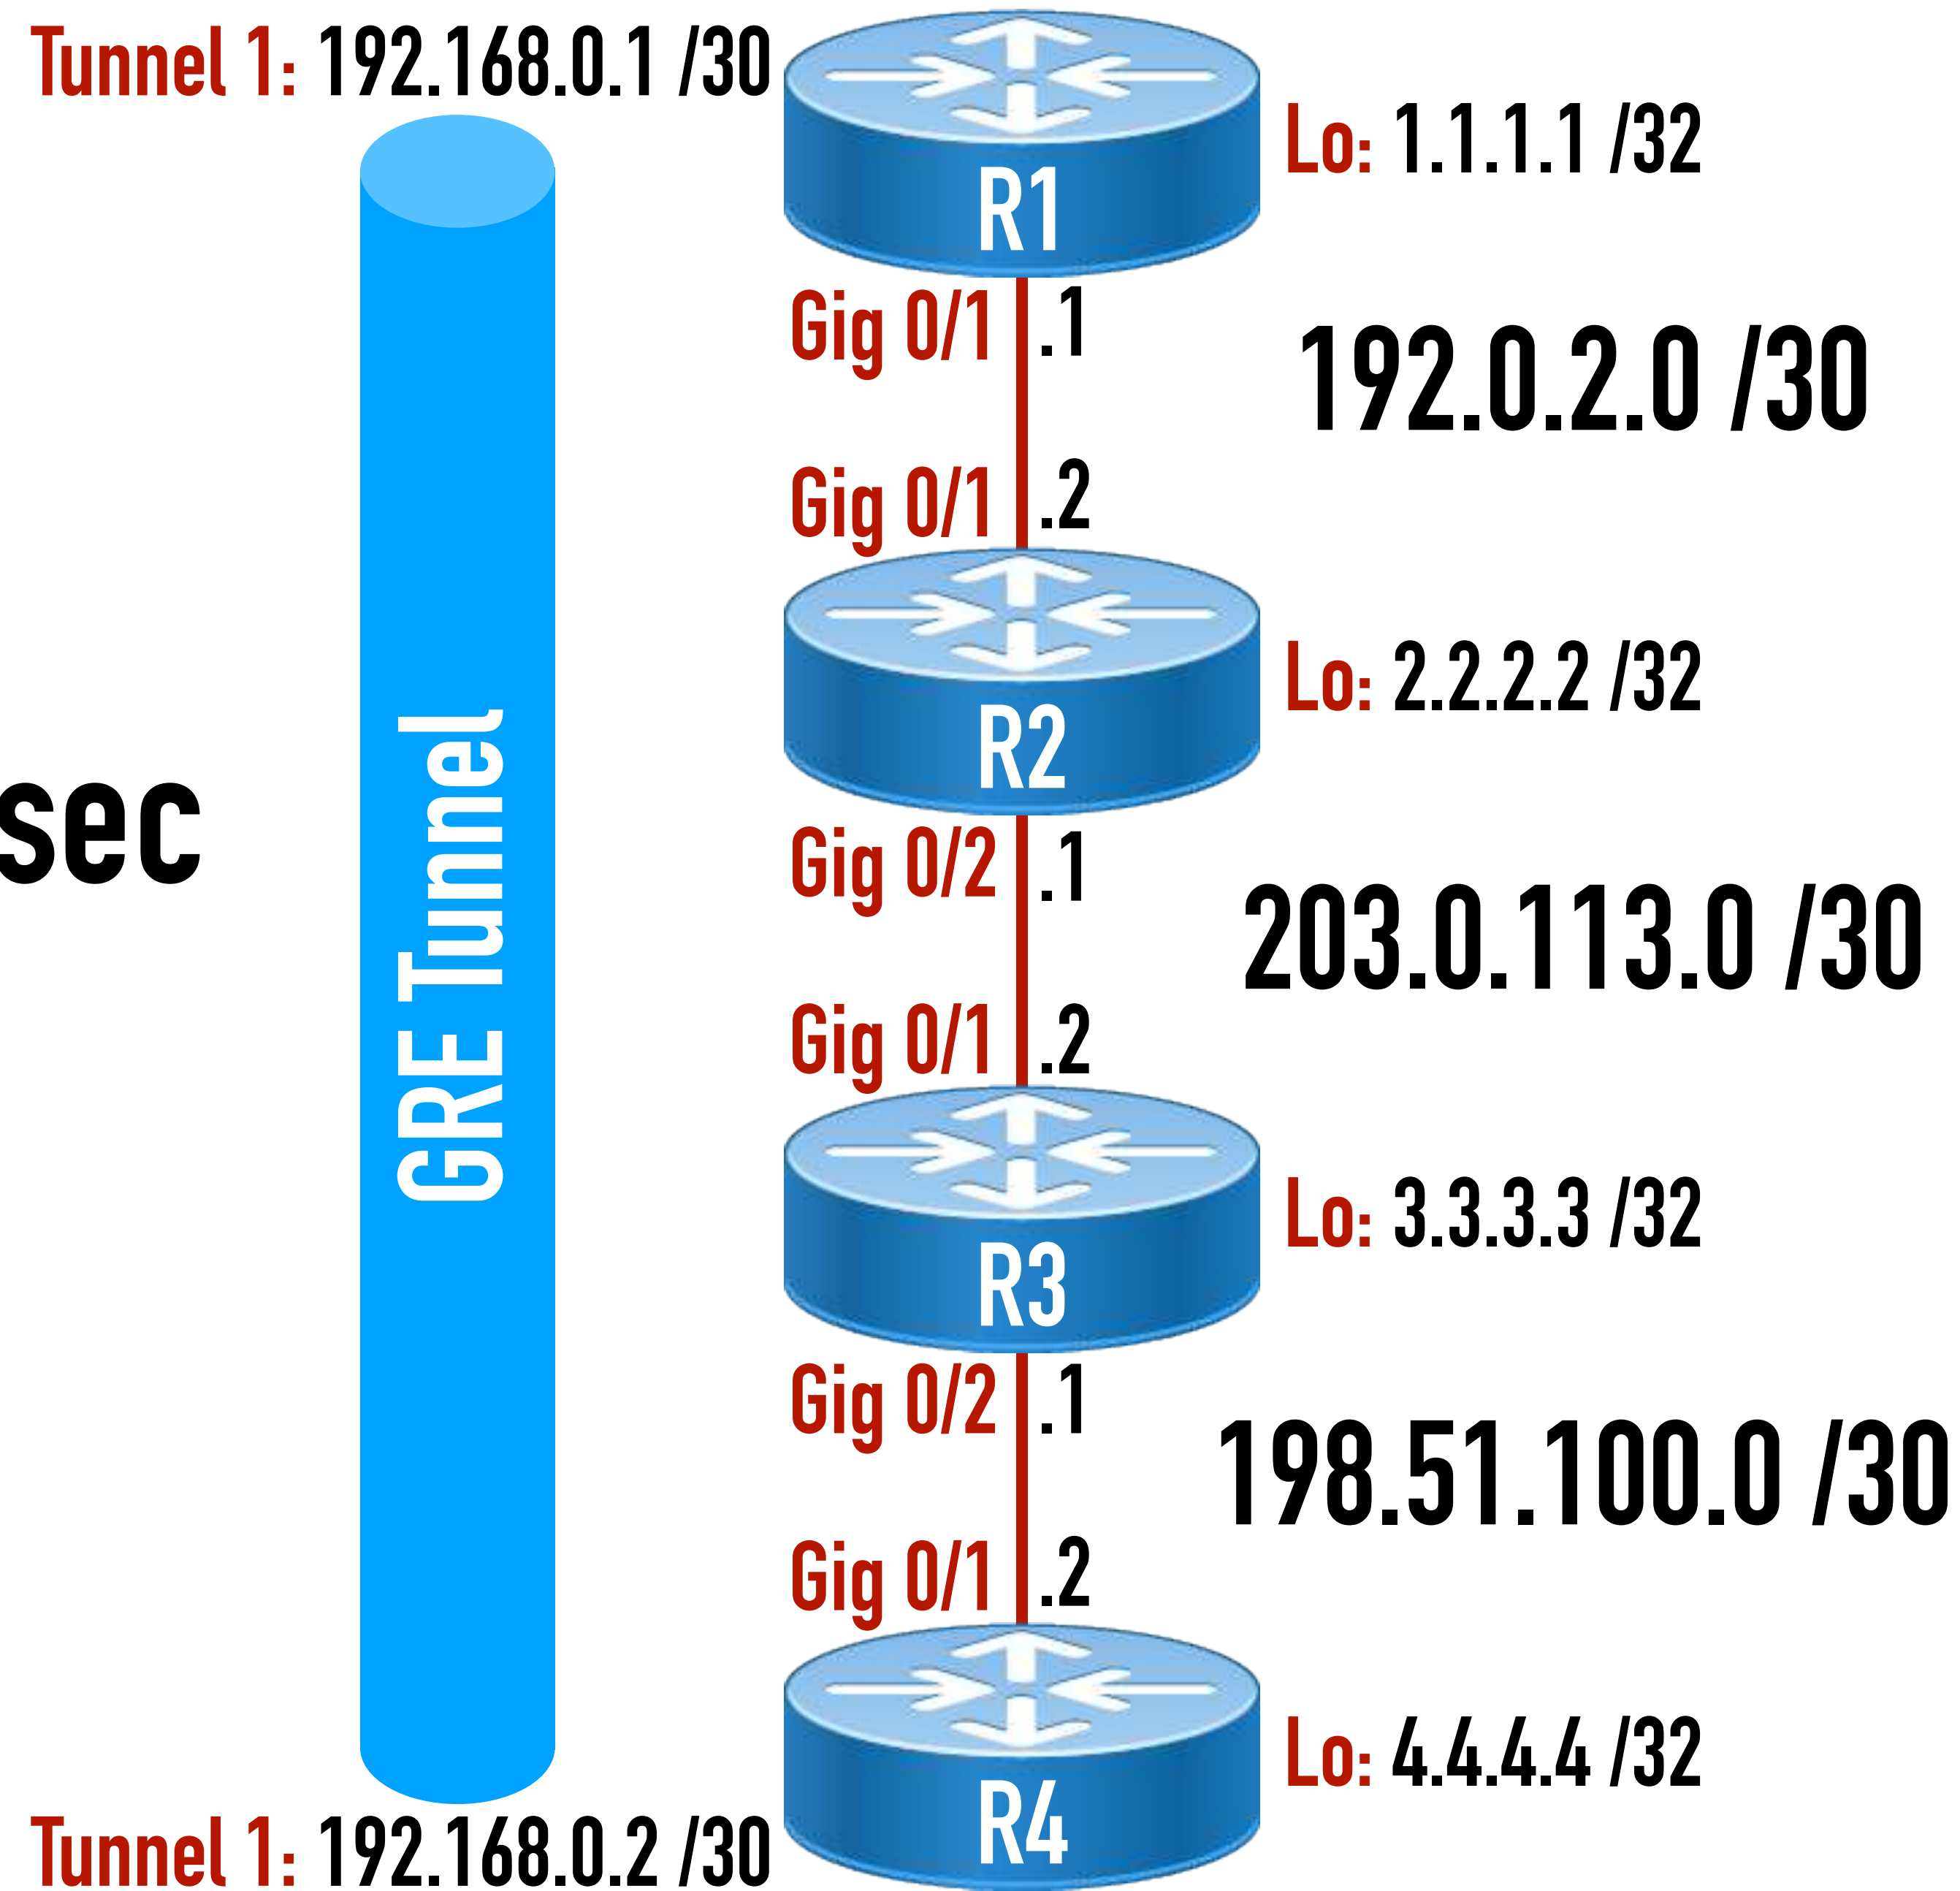 Tunnel 1: 192.168.0.1 /30
Lo: 1.1.1.1 /32
R1
Gig 0/1 .1
192.0.2.0 /30
Gig 0/1 .2
Lo: 2.2.2.2 /32
R2
sec
GRE Tunnel
Gig 0/2 .1
203.0.113.0 /30
Gig 0/1 .2
Lo: 3.3.3.3 /32
R3
Gig 0/2 .1
198.51.100.0 /30
Gig 0/1 .2
Lo: 4.4.4.4 /32
R4
Tunnel 1: 192.168.0.2 /30